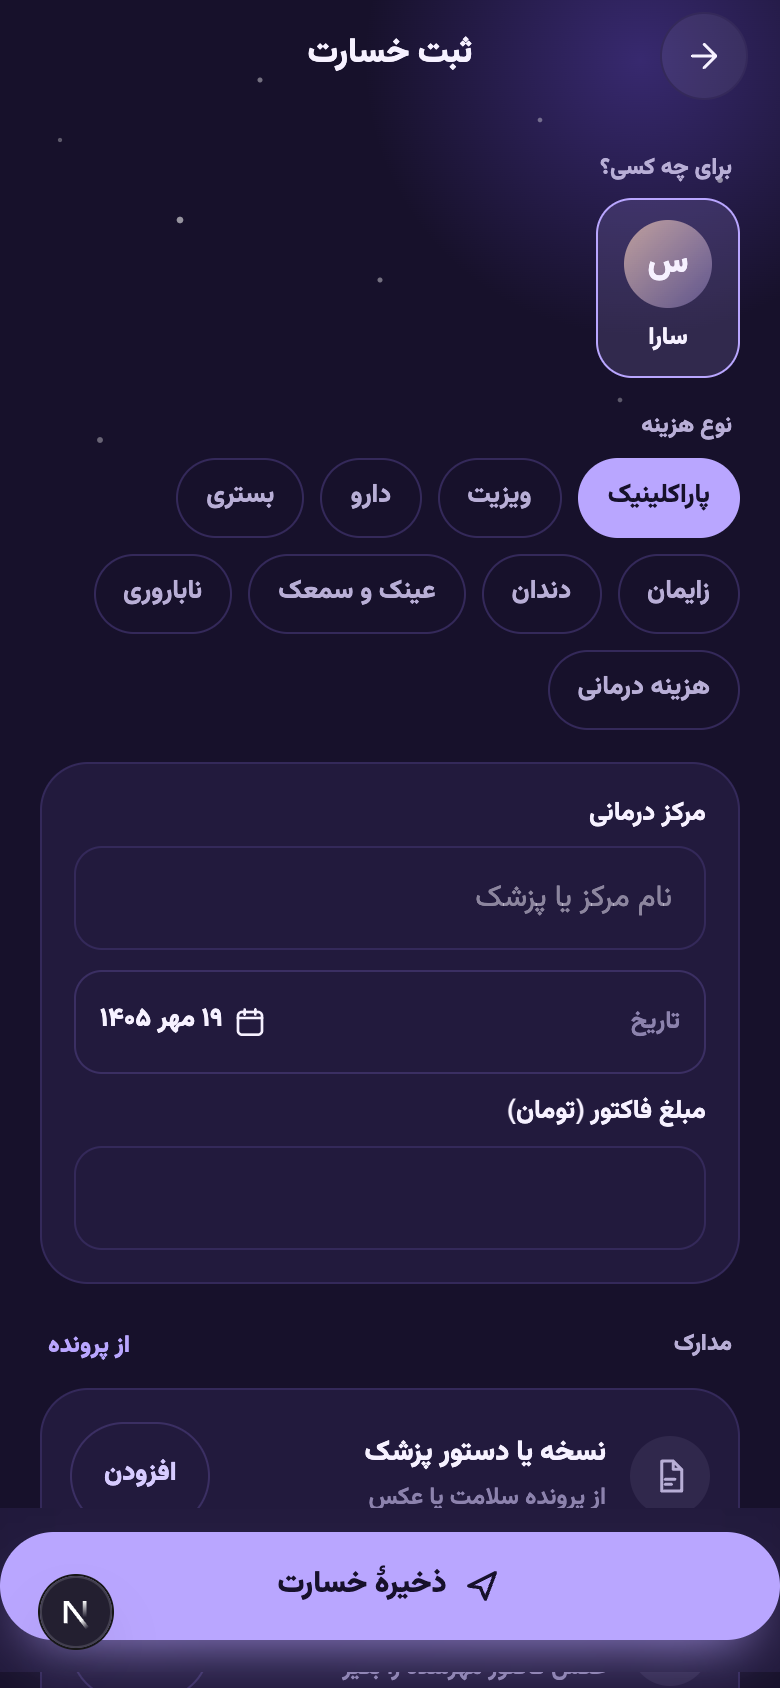 ثبت خسارت
برای چه کسی؟
س
سارا
نوع هزینه
پاراکلینیک ویزیت دارو بستری
زایمان دندان عینک و سمعک ناباروری
هزینه درمانی
مرکز درمانی
نام مرکز یا پزشک
تاریخ ۱۹ مهر ۱۴۰۵
مبلغ فاکتور (تومان)
مدارک از پرونده
نسخه یا دستور پزشک افزودن
از پرونده سلامت یا عکس
ذخیرهٔ خسارت
N